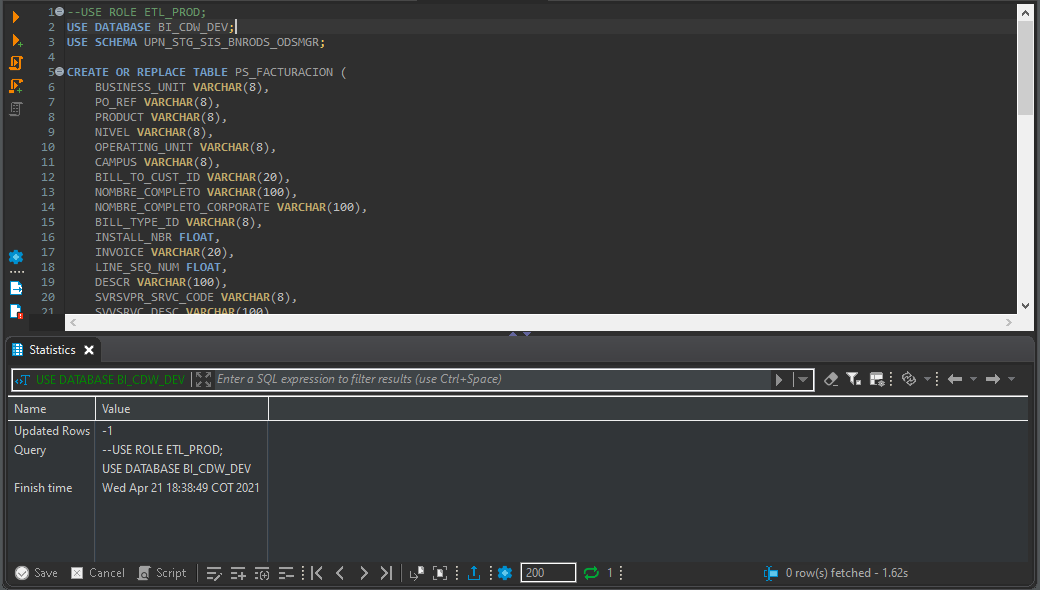 1 --USE ROLE ETL_PROD;
2 USE DATABASE BI_CDW_DEV;
3 USE SCHEMA UPN_STG_SIS_BNRODS_ODSMGR;
4
5 CREATE OR REPLACE TABLE PS_FACTURACION (
6 BUSINESS_UNIT VARCHAR(8),
7 PO_REF VARCHAR(8),
8 PRODUCT VARCHAR(8),
9 NIVEL VARCHAR(8),
10 OPERATING_UNIT VARCHAR(8),
11 CAMPUS VARCHAR(8),
12 BILL_TO_CUST_ID VARCHAR(20),
13 NOMBRE_COMPLETO VARCHAR(100),
14 NOMBRE_COMPLETO_CORPORATE VARCHAR(100),
15 BILL_TYPE_ID VARCHAR(8),
16 INSTALL_NBR FLOAT,
17 INVOICE VARCHAR(20),
18 LINE_SEQ_NUM FLOAT,
19 DESCR VARCHAR(100),
20 SVRSVPR_SRVC_CODE VARCHAR(8),
21 SVVSRVC_DESC VARCHAR(100)
Statistics
USE DATABASE BI_CDW_DEV Enter a SQL expression to filter results (use Ctrl+Space)
Name Value
Updated Rows -1
Query --USE ROLE ETL_PROD;
USE DATABASE BI_CDW_DEV
Finish time Wed Apr 21 18:38:49 COT 2021
Save Cancel Script 200 1 0 row(s) fetched - 1.62s